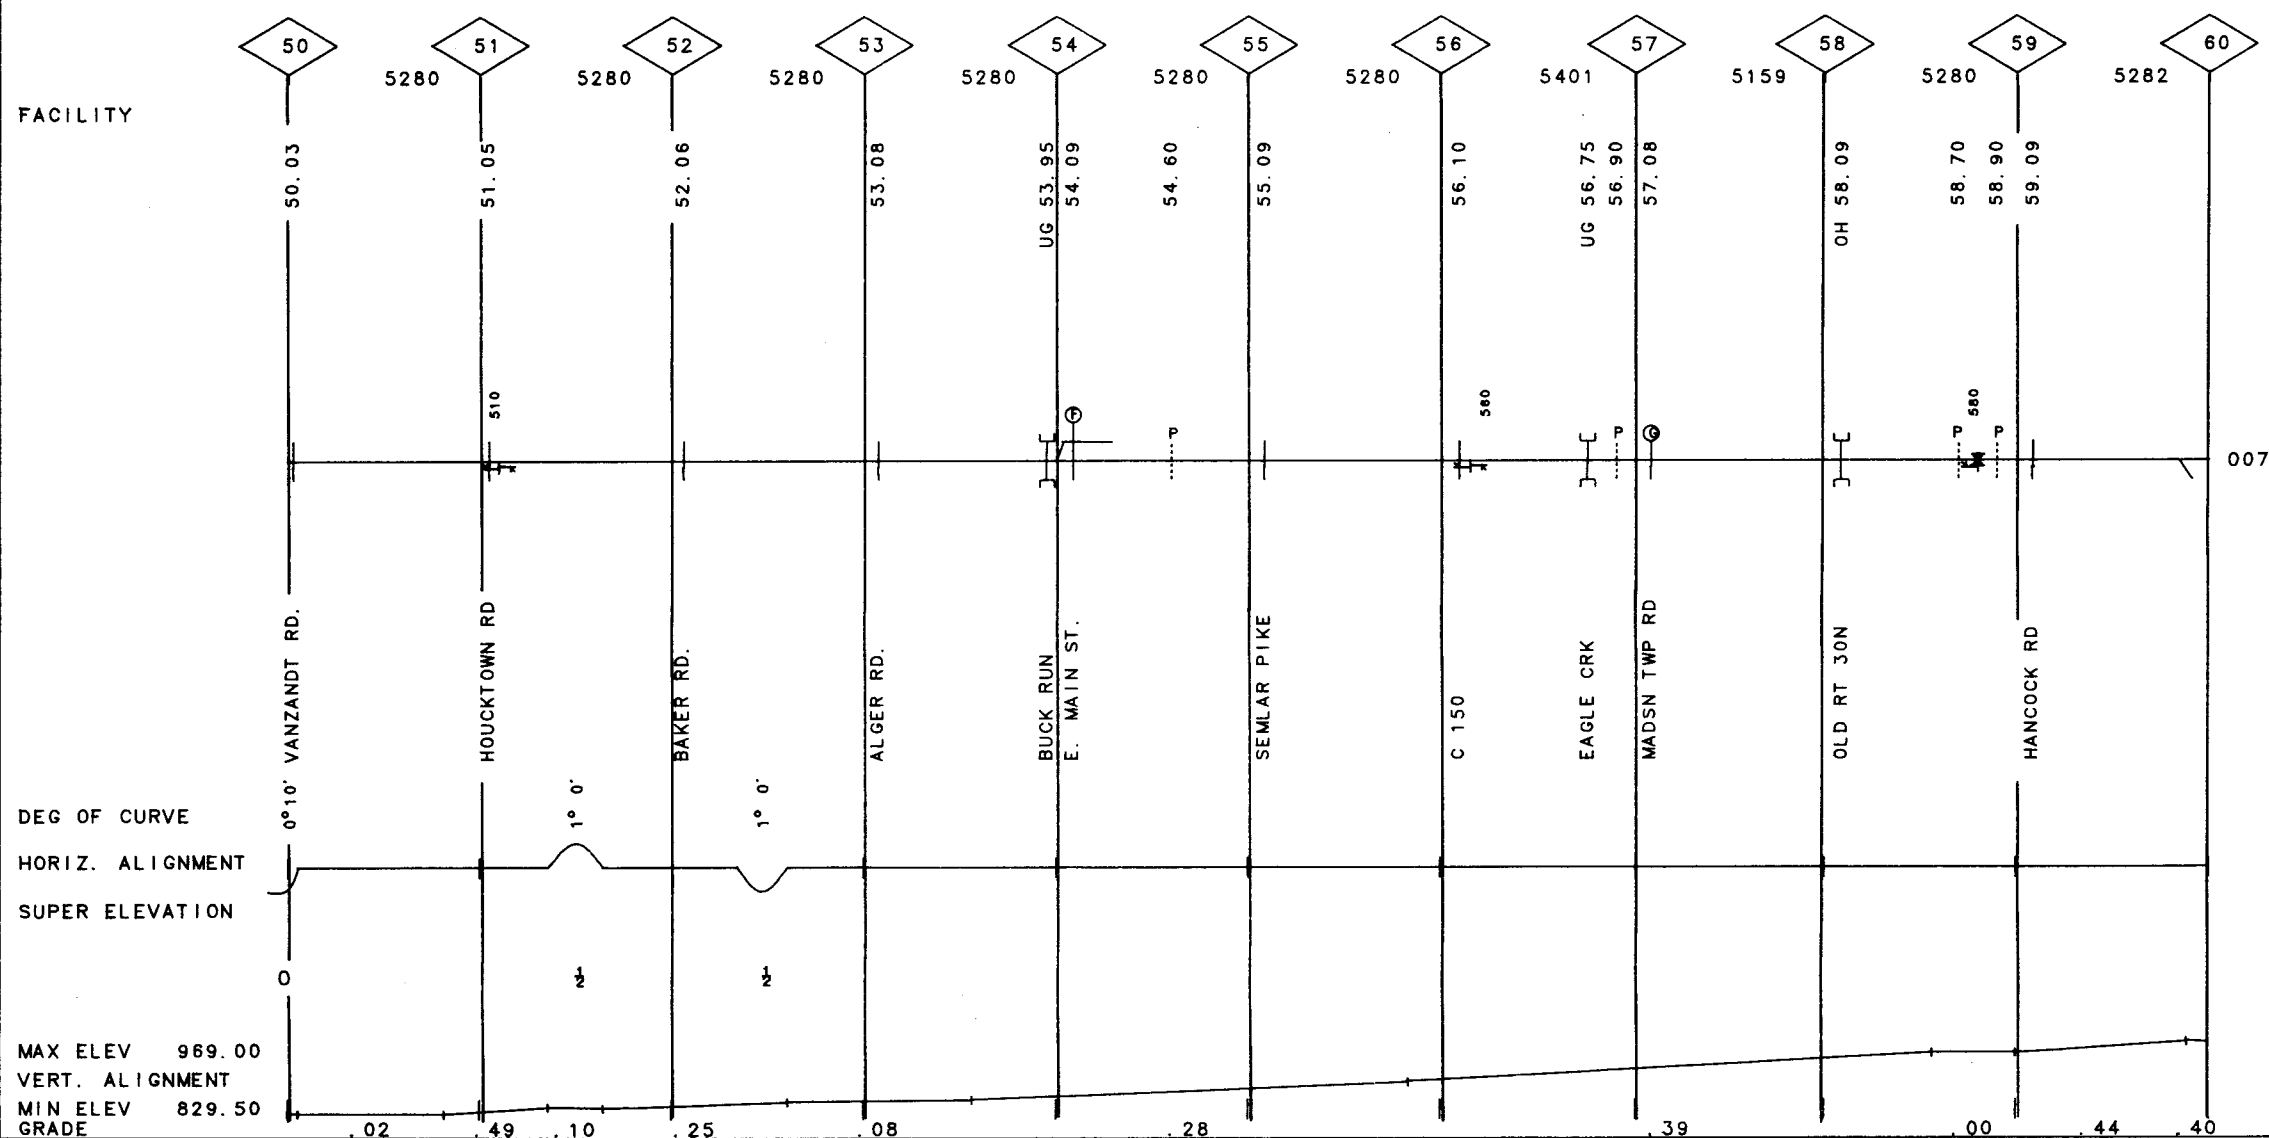 50 51 52 53 54 55 56 57 58 59 60
5280 5280 5280 5280 5280 5280 5401 5159 5280 5282
FACILITY
50.03
51.05
52.06
53.08
UG 53.95
54.09
54.60
55.09
56.10
UG 56.75
56.90
57.08
OH 58.09
58.70
58.90
59.09
510
F
P
560
P
G
580
P
P
007
VANZANDT RD.
HOUCKTOWN RD
BAKER RD.
ALGER RD.
BUCK RUN
E. MAIN ST.
SEMLAR PIKE
C 150
EAGLE CRK
MADSN TWP RD
OLD RT 30N
HANCOCK RD
DEG OF CURVE
0°10' 1° 0' 1° 0'
HORIZ. ALIGNMENT
SUPER ELEVATION
0 1/2 1/2
MAX ELEV 969.00
VERT. ALIGNMENT
MIN ELEV 829.50
GRADE .02 .49 .10 .25 .08 .28 .39 .00 .44 .40